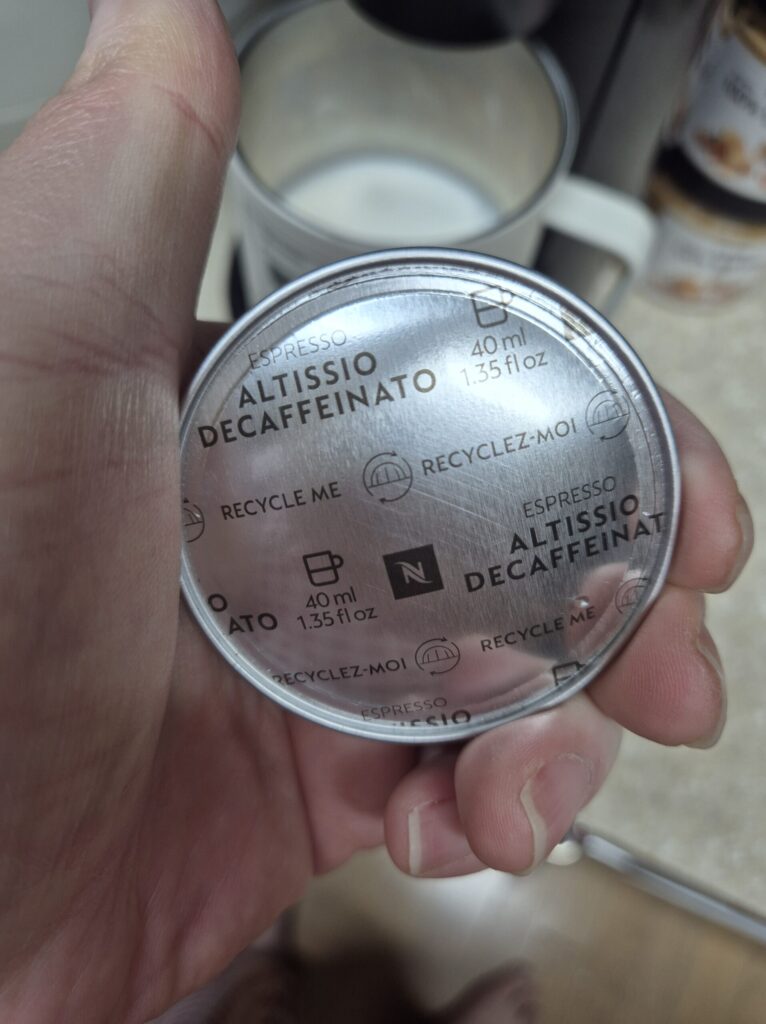 ESPRESSO
ALTISSIO
DECAFFEINATO
40 ml
1.35 fl oz
RECYCLE ME
RECYCLEZ-MOI
ESPRESSO
ALTISSIO
DECAFFEINAT
O
ATO
40 ml
1.35 fl oz
N
RECYCLEZ-MOI
RECYCLE ME
ESPRESSO
ISSIO